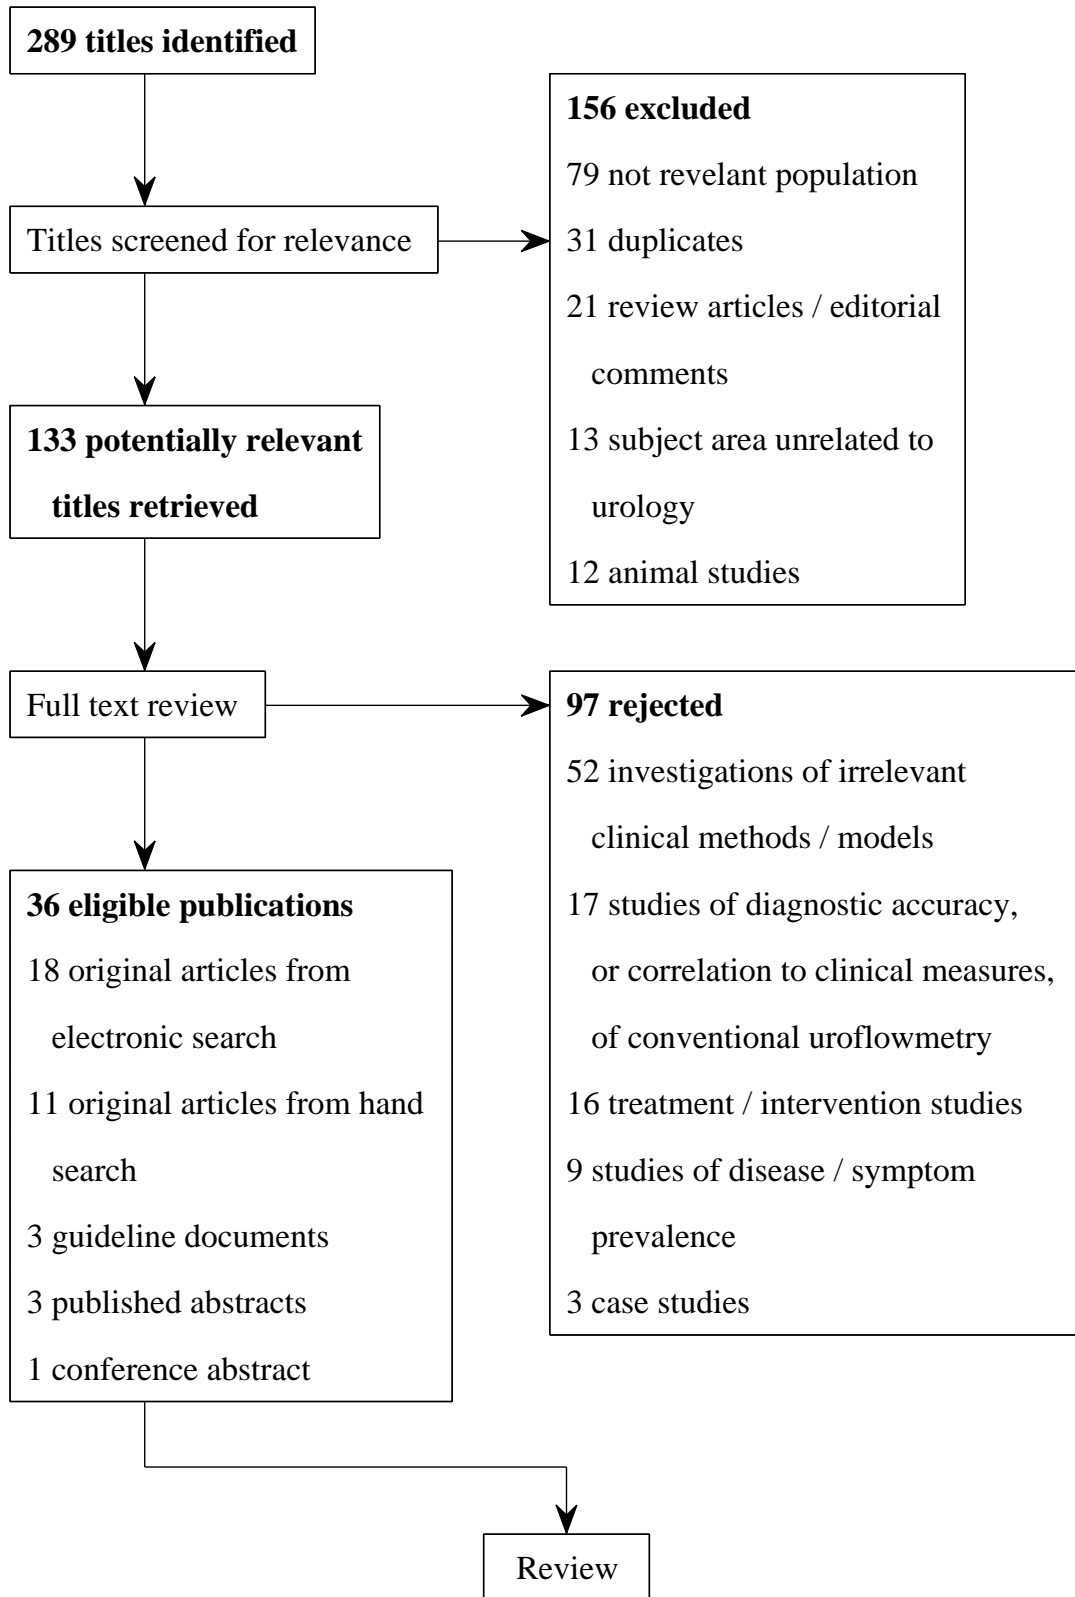 289 titles identified
156 excluded
79 not revelant population
31 duplicates
21 review articles / editorial
comments
13 subject area unrelated to
urology
12 animal studies
Titles screened for relevance
133 potentially relevant
titles retrieved
Full text review
97 rejected
52 investigations of irrelevant
clinical methods / models
17 studies of diagnostic accuracy,
or correlation to clinical measures,
of conventional uroflowmetry
16 treatment / intervention studies
9 studies of disease / symptom
prevalence
3 case studies
36 eligible publications
18 original articles from
electronic search
11 original articles from hand
search
3 guideline documents
3 published abstracts
1 conference abstract
Review